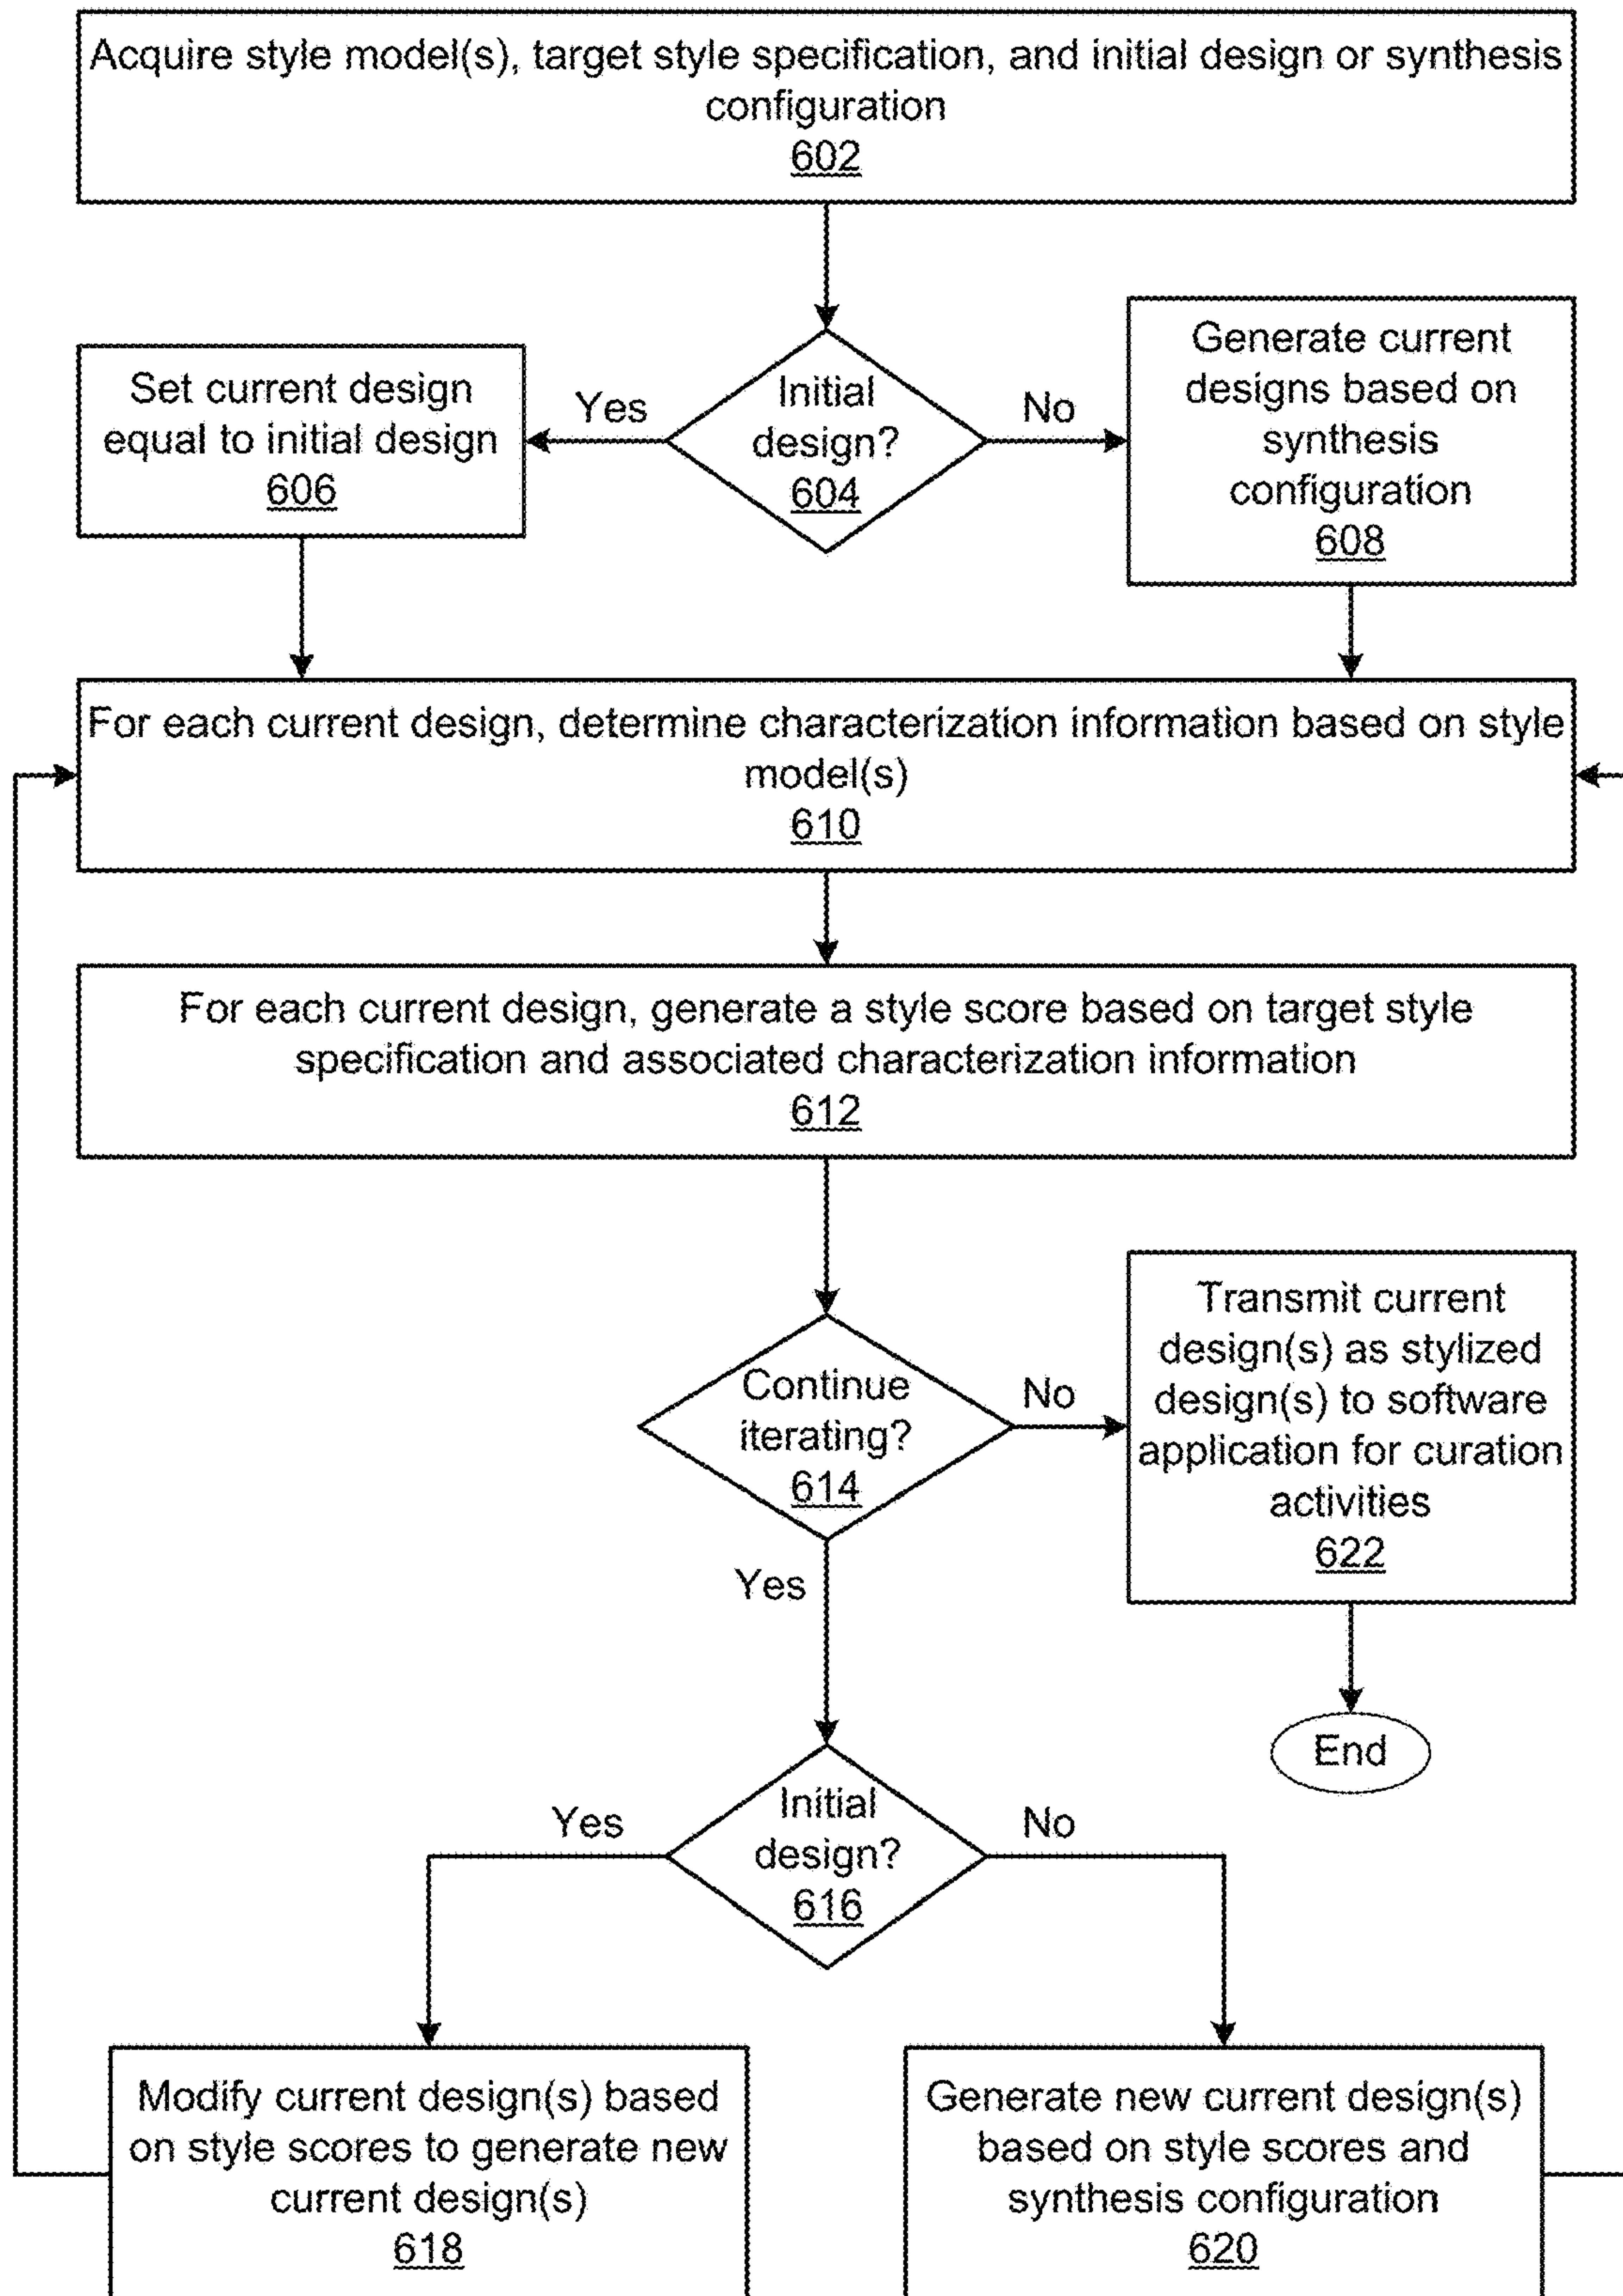 Acquire style model(s), target style specification, and initial design or synthesis
configuration
602
Set current design
equal to initial design
606
Yes
Initial
design?
604
No
Generate current
designs based on
synthesis
configuration
608
For each current design, determine characterization information based on style
model(s)
610
For each current design, generate a style score based on target style
specification and associated characterization information
612
Continue
iterating?
614
No
Transmit current
design(s) as stylized
design(s) to software
application for curation
activities
622
Yes
End
Initial
design?
616
Yes
No
Modify current design(s) based
on style scores to generate new
current design(s)
618
Generate new current design(s)
based on style scores and
synthesis configuration
620